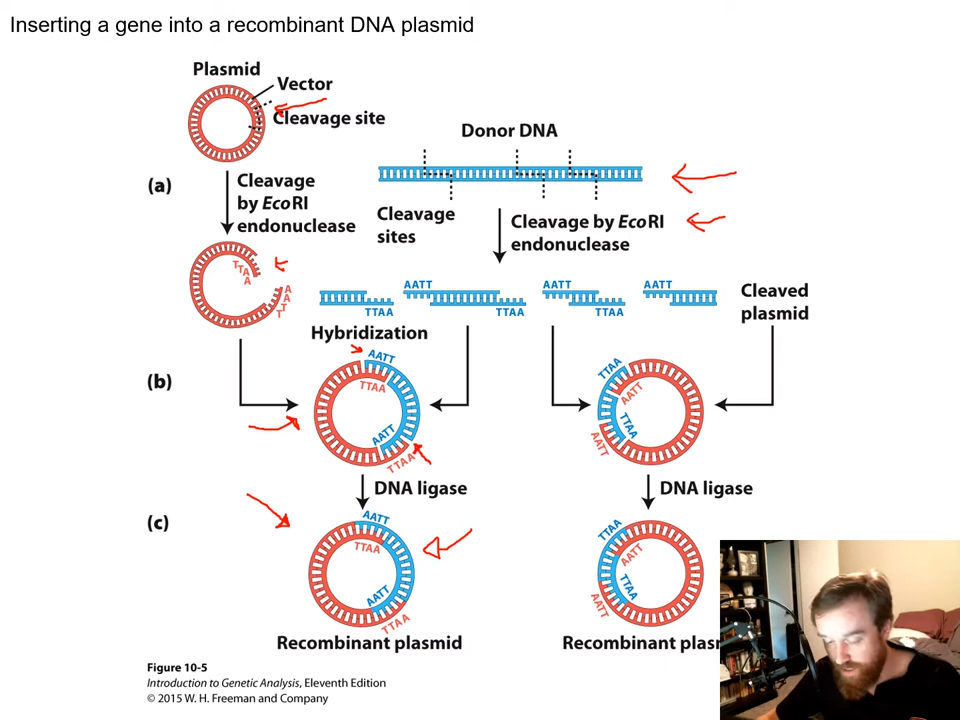 Inserting a gene into a recombinant DNA plasmid
Plasmid
Vector
Cleavage site
Donor DNA
(a)
Cleavage
by EcoRI
endonuclease
Cleavage
sites
Cleavage by EcoRI
endonuclease
TTAA
AATT
AATT
TTAA
AATT
TTAA
AATT
TTAA
Cleaved
plasmid
Hybridization
(b)
AATT
TTAA
AATT
TTAA
TTAA
AATT
TTAA
AATT
DNA ligase
DNA ligase
(c)
AATT
TTAA
AATT
TTAA
TTAA
AATT
TTAA
AATT
Recombinant plasmid
Recombinant
Figure 10-5
Introduction to Genetic Analysis, Eleventh Edition
© 2015 W. H. Freeman and Company